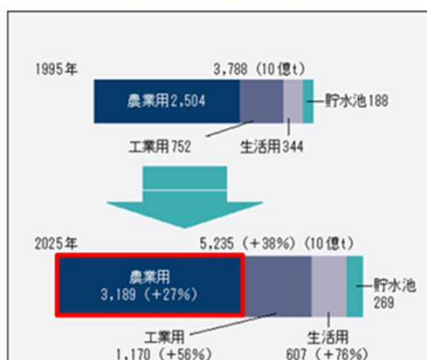 1995年
3,788 (10億t)
農業用2,504
貯水池188
工業用752
生活用344
2025年
5,235 (+38%) (10億t)
農業用
3,189 (+27%)
貯水池
269
工業用
1,170 (+56%)
生活用
607 (+76%)